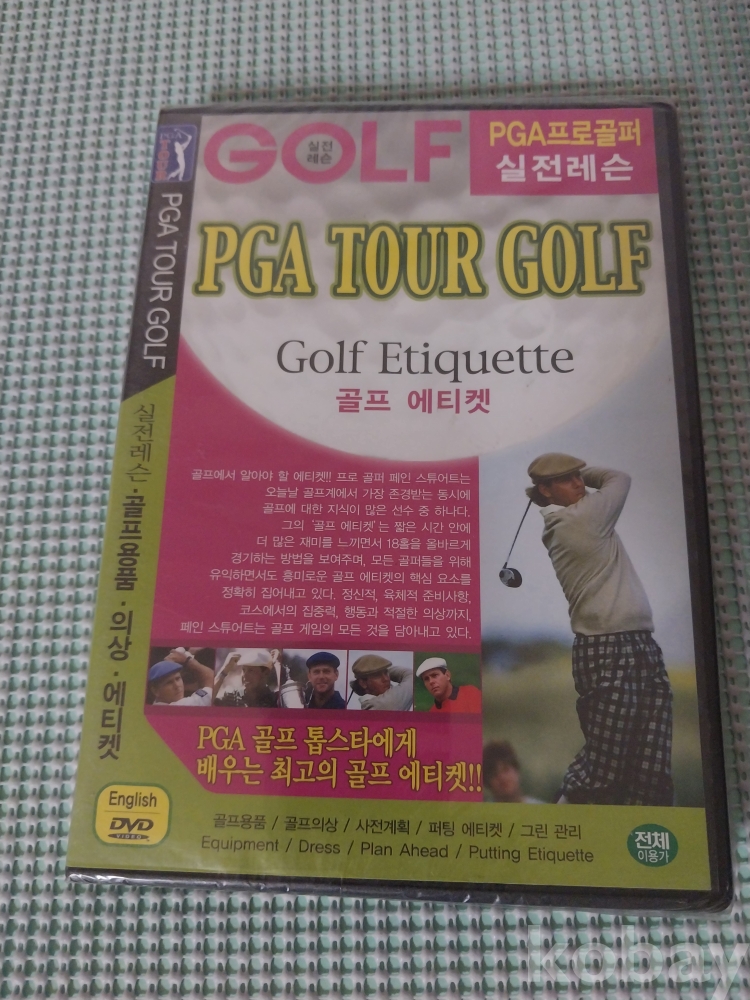 GOLF
실전
레슨
PGA프로골퍼
실전레슨
PGA TOUR GOLF
Golf Etiquette
골프 에티켓
골프에서 알아야 할 에티켓!! 프로 골퍼 페인 스튜어트는
오늘날 골프계에서 가장 존경받는 동시에
골프에 대한 지식이 많은 선수 중 하나다.
그의 '골프 에티켓'는 짧은 시간 안에
더 많은 재미를 느끼면서 18홀을 올바르게
경기하는 방법을 보여주며, 모든 골퍼들을 위해
유익하면서도 흥미로운 골프 에티켓의 핵심 요소를
정확히 집어내고 있다. 정신적, 육체적 준비사항,
코스에서의 집중력, 행동과 적절한 의상까지,
페인 스튜어트는 골프 게임의 모든 것을 담아내고 있다.
PGA 골프 톱스타에게
배우는 최고의 골프 에티켓!!
English
DVD
VIDEO
골프용품 / 골프의상 / 사전계획 / 퍼팅 에티켓 / 그린 관리
Equipment / Dress / Plan Ahead / Putting Etiquette
전체
이용가
PGA TOUR GOLF
실전레슨·골프용품·의상·에티켓
kobay